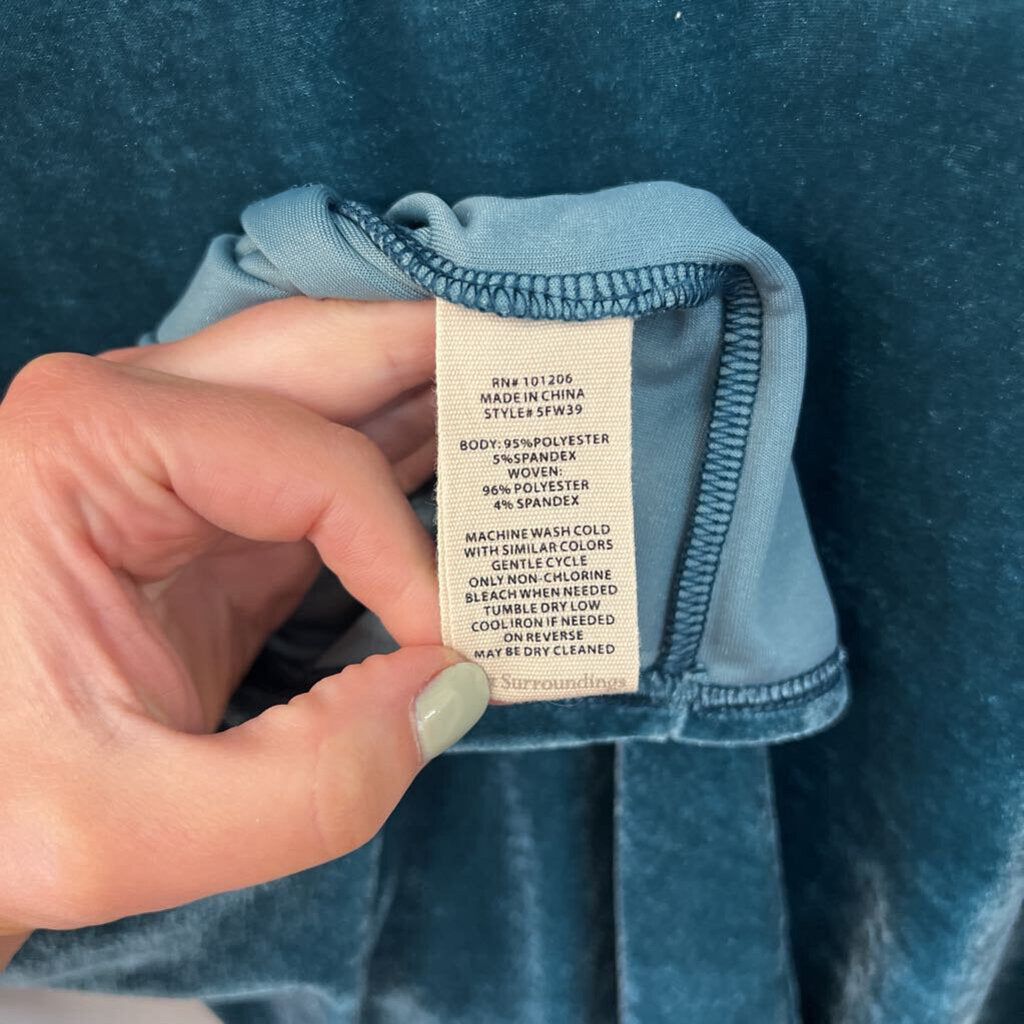 RN# 101206
MADE IN CHINA
STYLE# 5FW39
BODY: 95%POLYESTER
5%SPANDEX
WOVEN:
96% POLYESTER
4% SPANDEX
MACHINE WASH COLD
WITH SIMILAR COLORS
GENTLE CYCLE
ONLY NON-CHLORINE
BLEACH WHEN NEEDED
TUMBLE DRY LOW
COOL IRON IF NEEDED
ON REVERSE
MAY BE DRY CLEANED
Surroundings